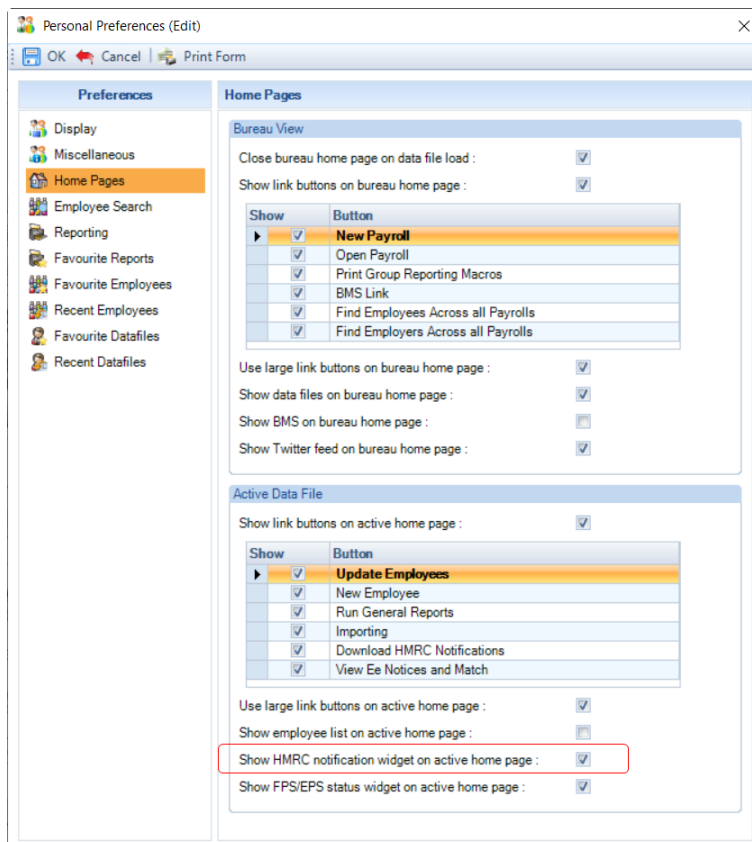 Personal Preferences (Edit)
OK Cancel Print Form
Preferences
Display
Miscellaneous
Home Pages
Employee Search
Reporting
Favourite Reports
Favourite Employees
Recent Employees
Favourite Datafiles
Recent Datafiles
Home Pages
Bureau View
Close bureau home page on data file load :
Show link buttons on bureau home page :
Show Button
New Payroll
Open Payroll
Print Group Reporting Macros
BMS Link
Find Employees Across all Payrolls
Find Employers Across all Payrolls
Use large link buttons on bureau home page :
Show data files on bureau home page :
Show BMS on bureau home page :
Show Twitter feed on bureau home page :
Active Data File
Show link buttons on active home page :
Show Button
Update Employees
New Employee
Run General Reports
Importing
Download HMRC Notifications
View Ee Notices and Match
Use large link buttons on active home page :
Show employee list on active home page :
Show HMRC notification widget on active home page :
Show FPS/EPS status widget on active home page :